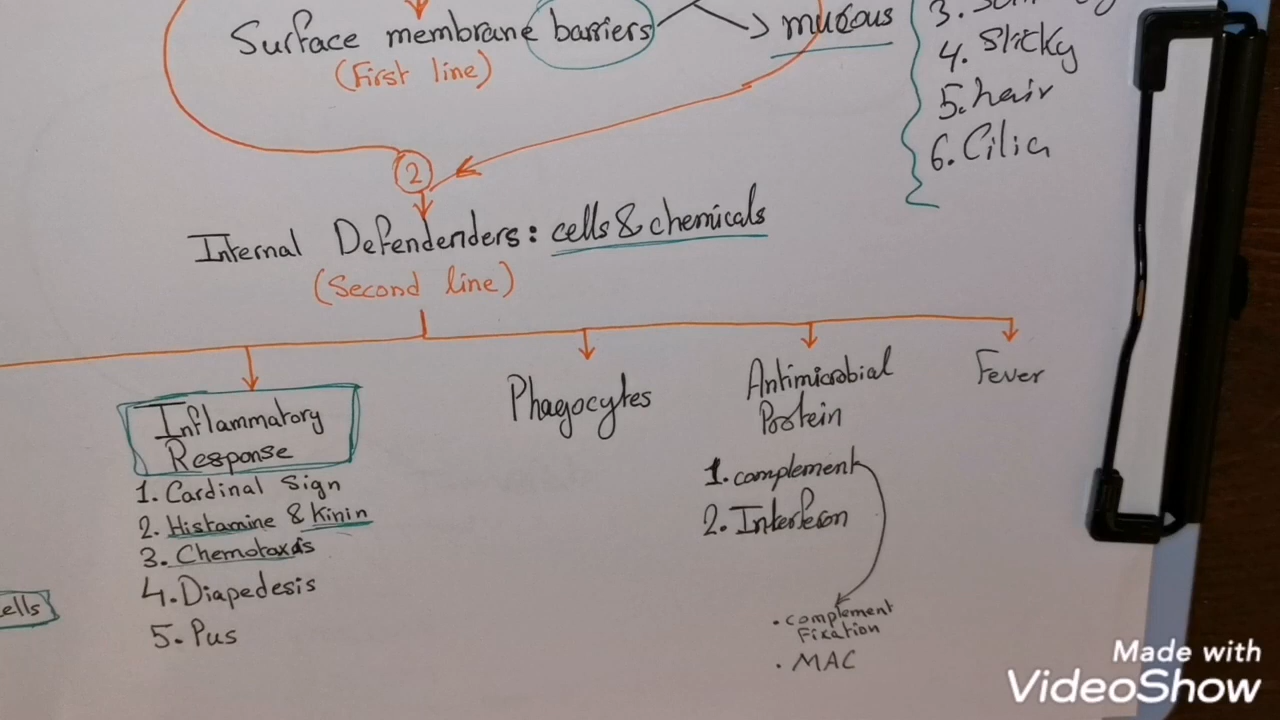 Surface membrane barriers
(First line)
mucous
3.
4. Sticky
5. hair
6. Cilia
2
Internal Defendenders: cells & chemicals
(Second line)
Inflammatory
Response
1. Cardinal Sign
2. Histamine & Kinin
3. Chemotaxis
4. Diapedesis
5. Pus
ells
Phagocytes
Antimicrobial
Protein
1. complement
2. Interferon
• complement
Fixation
• MAC
Fever
Made with
VideoShow